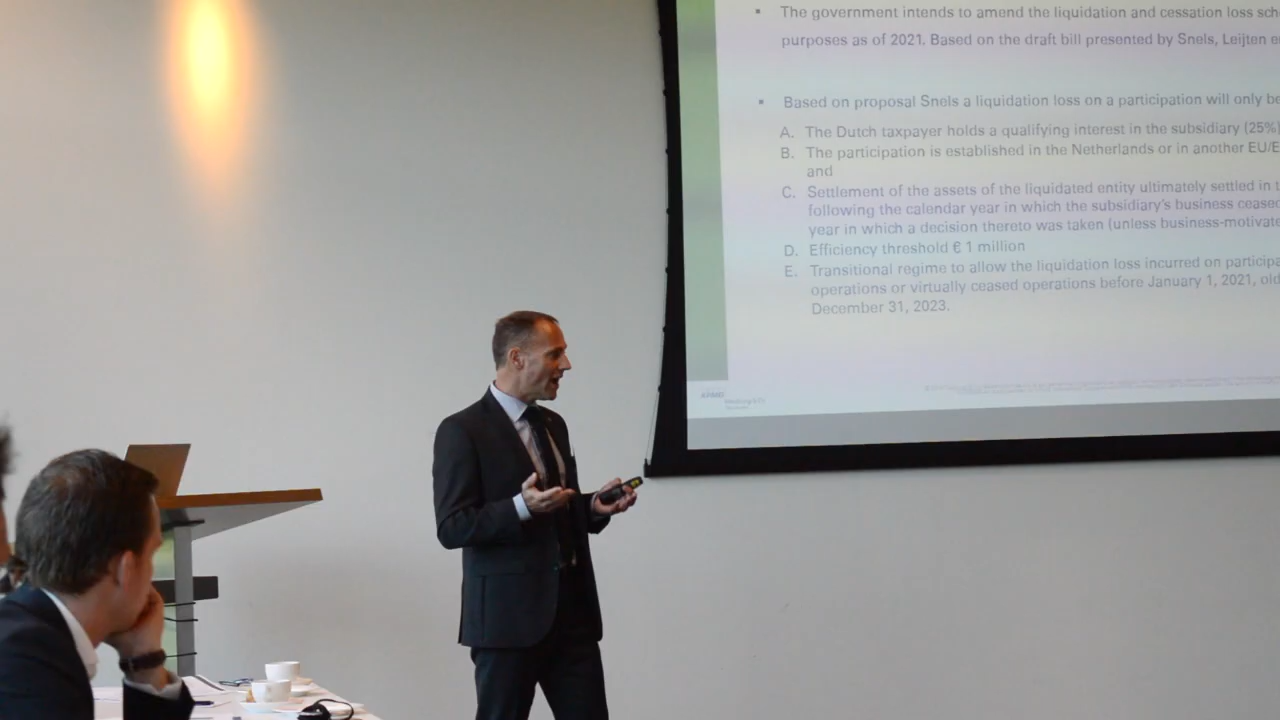 ▪ The government intends to amend the liquidation and cessation loss sch
purposes as of 2021. Based on the draft bill presented by Snels, Leijten e
▪ Based on proposal Snels a liquidation loss on a participation will only be
A. The Dutch taxpayer holds a qualifying interest in the subsidiary (25%)
B. The participation is established in the Netherlands or in another EU/E
and
C. Settlement of the assets of the liquidated entity ultimately settled in t
following the calendar year in which the subsidiary's business ceased
year in which a decision thereto was taken (unless business-motivate
D. Efficiency threshold € 1 million
E. Transitional regime to allow the liquidation loss incurred on participa
operations or virtually ceased operations before January 1, 2021, old
December 31, 2023.
KPMG